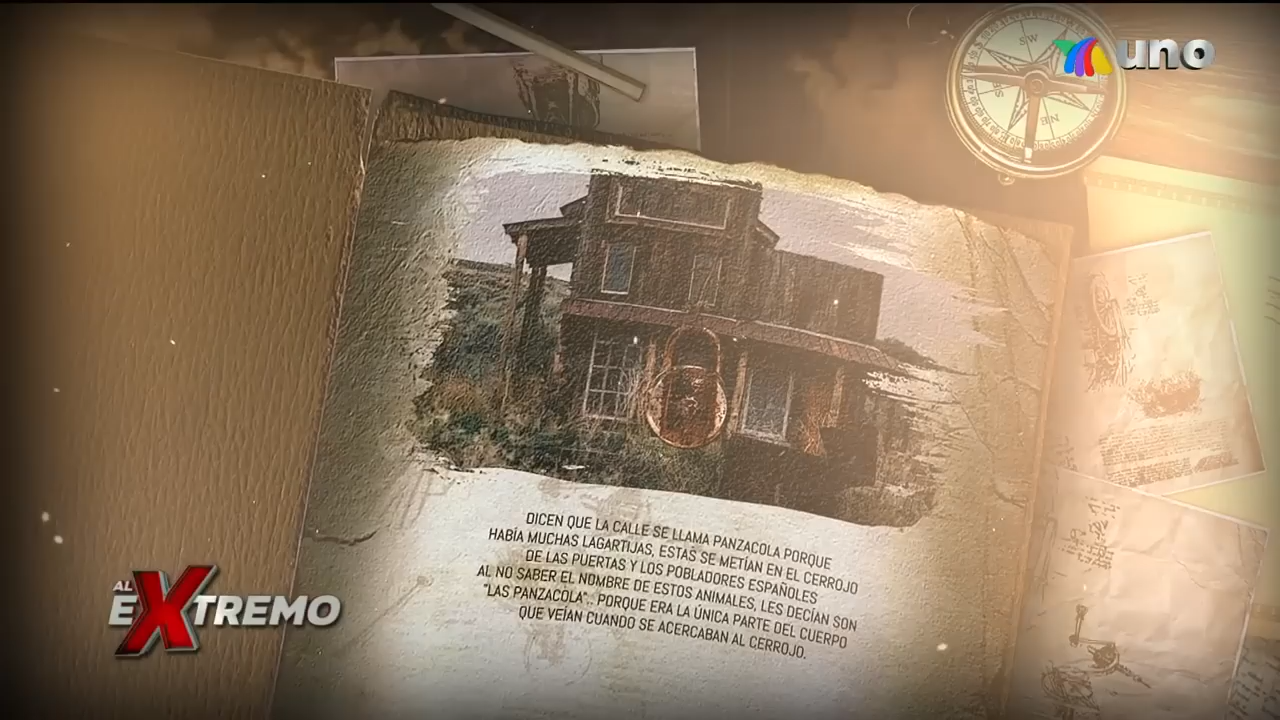 uno
SW
DICEN QUE LA CALLE SE LLAMA PANZACOLA PORQUE
HABÍA MUCHAS LAGARTIJAS, ESTAS SE METÍAN EN EL CERROJO
DE LAS PUERTAS Y LOS POBLADORES ESPAÑOLES
AL NO SABER EL NOMBRE DE ESTOS ANIMALES, LES DECÍAN SON
"LAS PANZACOLA".. PORQUE ERA LA ÚNICA PARTE DEL CUERPO
QUE VEÍAN CUANDO SE ACERCABAN AL CERROJO.
AL
EXTREMO